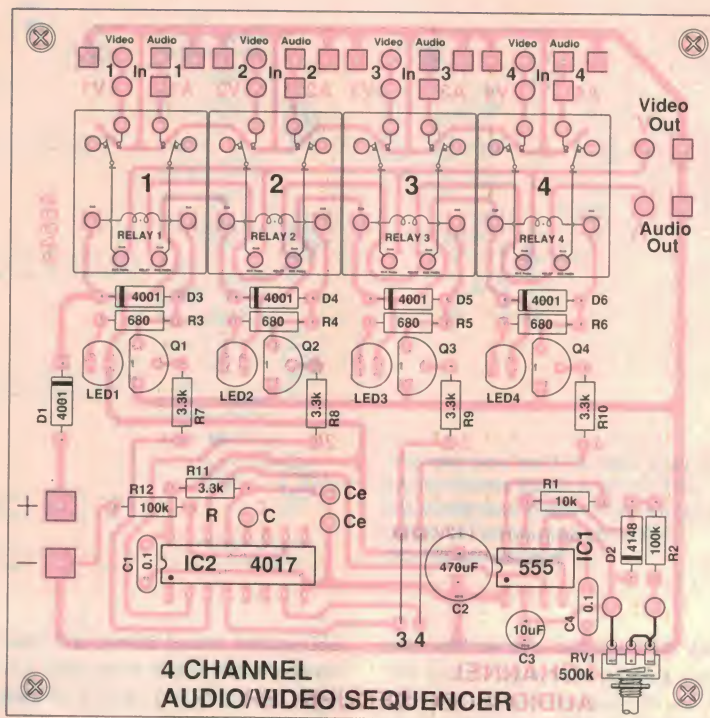 Video Audio Video Audio Video Audio Video Audio
1 In 1 2 In 2 3 In 3 4 In 4
Video Out
1 2 3 4
RELAY 1 RELAY 2 RELAY 3 RELAY 4
Audio Out
4001 D3 4001 D4 4001 D5 4001 D6
680 R3 680 R4 680 R5 680 R6
Q1 Q2 Q3 Q4
LED1 LED2 LED3 LED4
D1 4001
3.3k R7 3.3k R8 3.3k R9 3.3k R10
R11
3.3k
R12
100k
R C Ce
Ce
R1
10k
+
−
C1 0.1
IC2 4017
470uF
C2
555 IC1
D2 4148 100k R2
10uF
C3
C4 0.1
3 4
RV1
500k
4 CHANNEL
AUDIO/VIDEO SEQUENCER